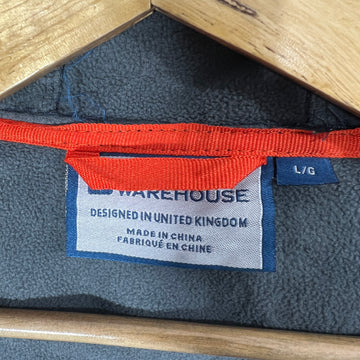 WAREHOUSE
L/G
DESIGNED IN UNITED KINGDOM
MADE IN CHINA
FABRIQUÉ EN CHINE